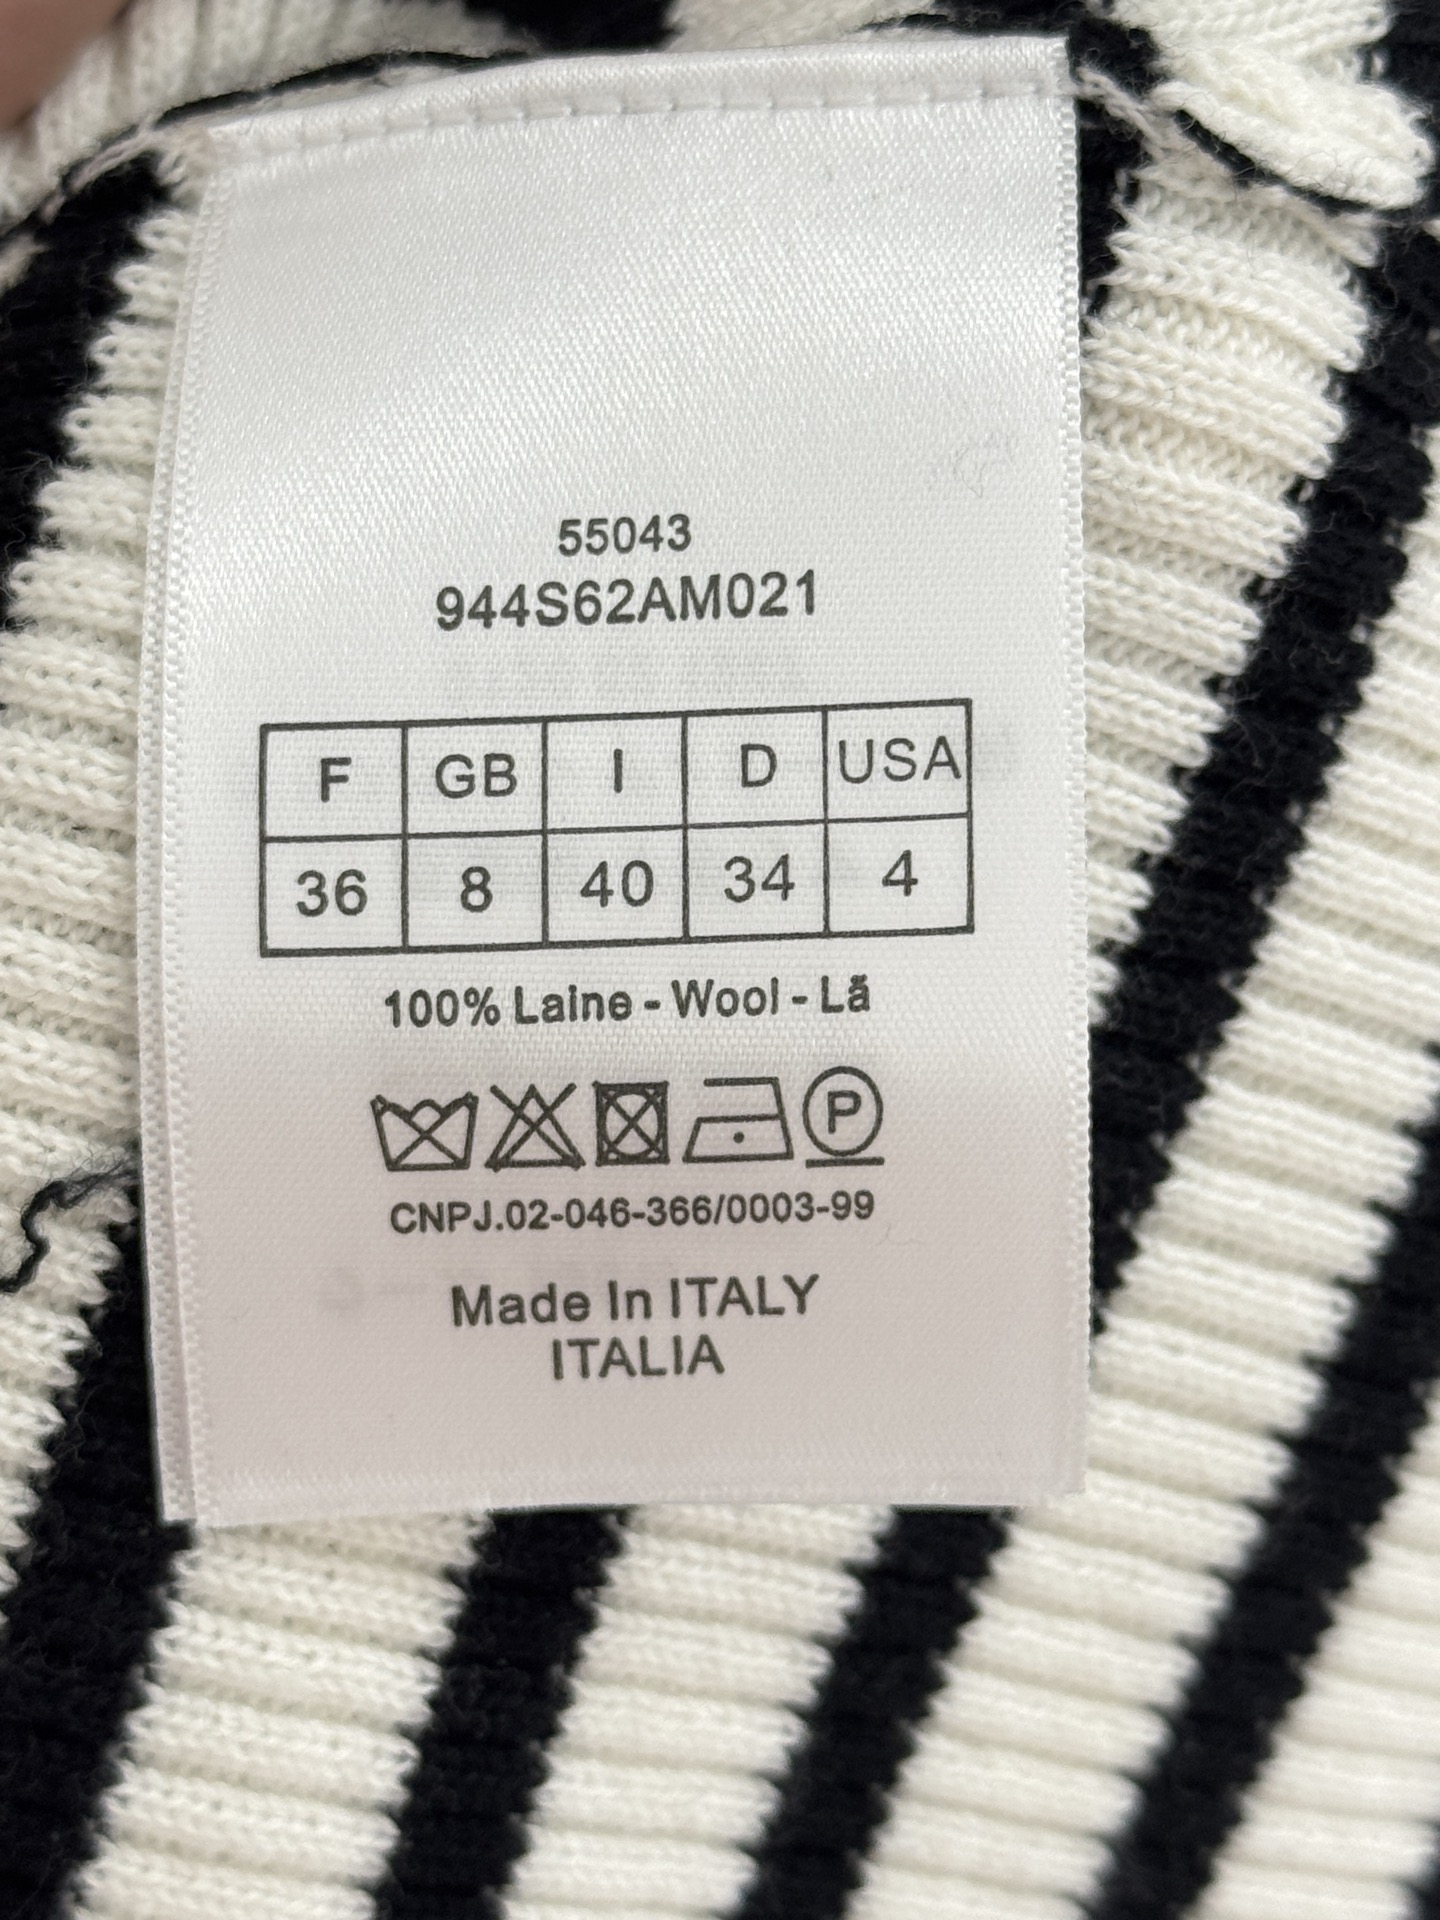 55043
944S62AM021
F GB I D USA
36 8 40 34 4
100% Laine - Wool - Lã
P
CNPJ.02-046-366/0003-99
Made In ITALY
ITALIA